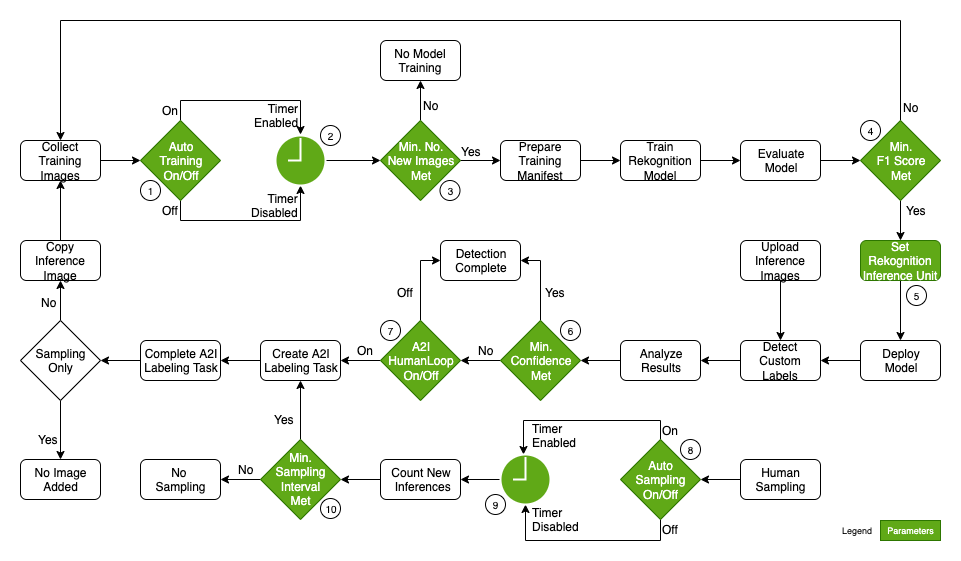 No Model
Training
No
On
Timer
Enabled
2
4
No
Collect
Training
Images
Auto
Training
On/Off
1
Min. No.
New Images
Met
3
Yes
Prepare
Training
Manifest
Train
Rekognition
Model
Evaluate
Model
Min.
F1 Score
Met
Off
Timer
Disabled
Yes
Copy
Inference
Image
Detection
Complete
Upload
Inference
Images
Set
Rekognition
Inference Unit
5
No
Off
Yes
7
6
Sampling
Only
Complete A2I
Labeling Task
Create A2I
Labeling Task
On
A2I
HumanLoop
On/Off
No
Min.
Confidence
Met
Analyze
Results
Detect
Custom
Labels
Deploy
Model
Yes
Yes
Timer
Enabled
On
8
No Image
Added
No
Sampling
No
Min.
Sampling
Interval
Met
10
Count New
Inferences
9
Auto
Sampling
On/Off
Human
Sampling
Timer
Disabled
Off
Legend
Parameters